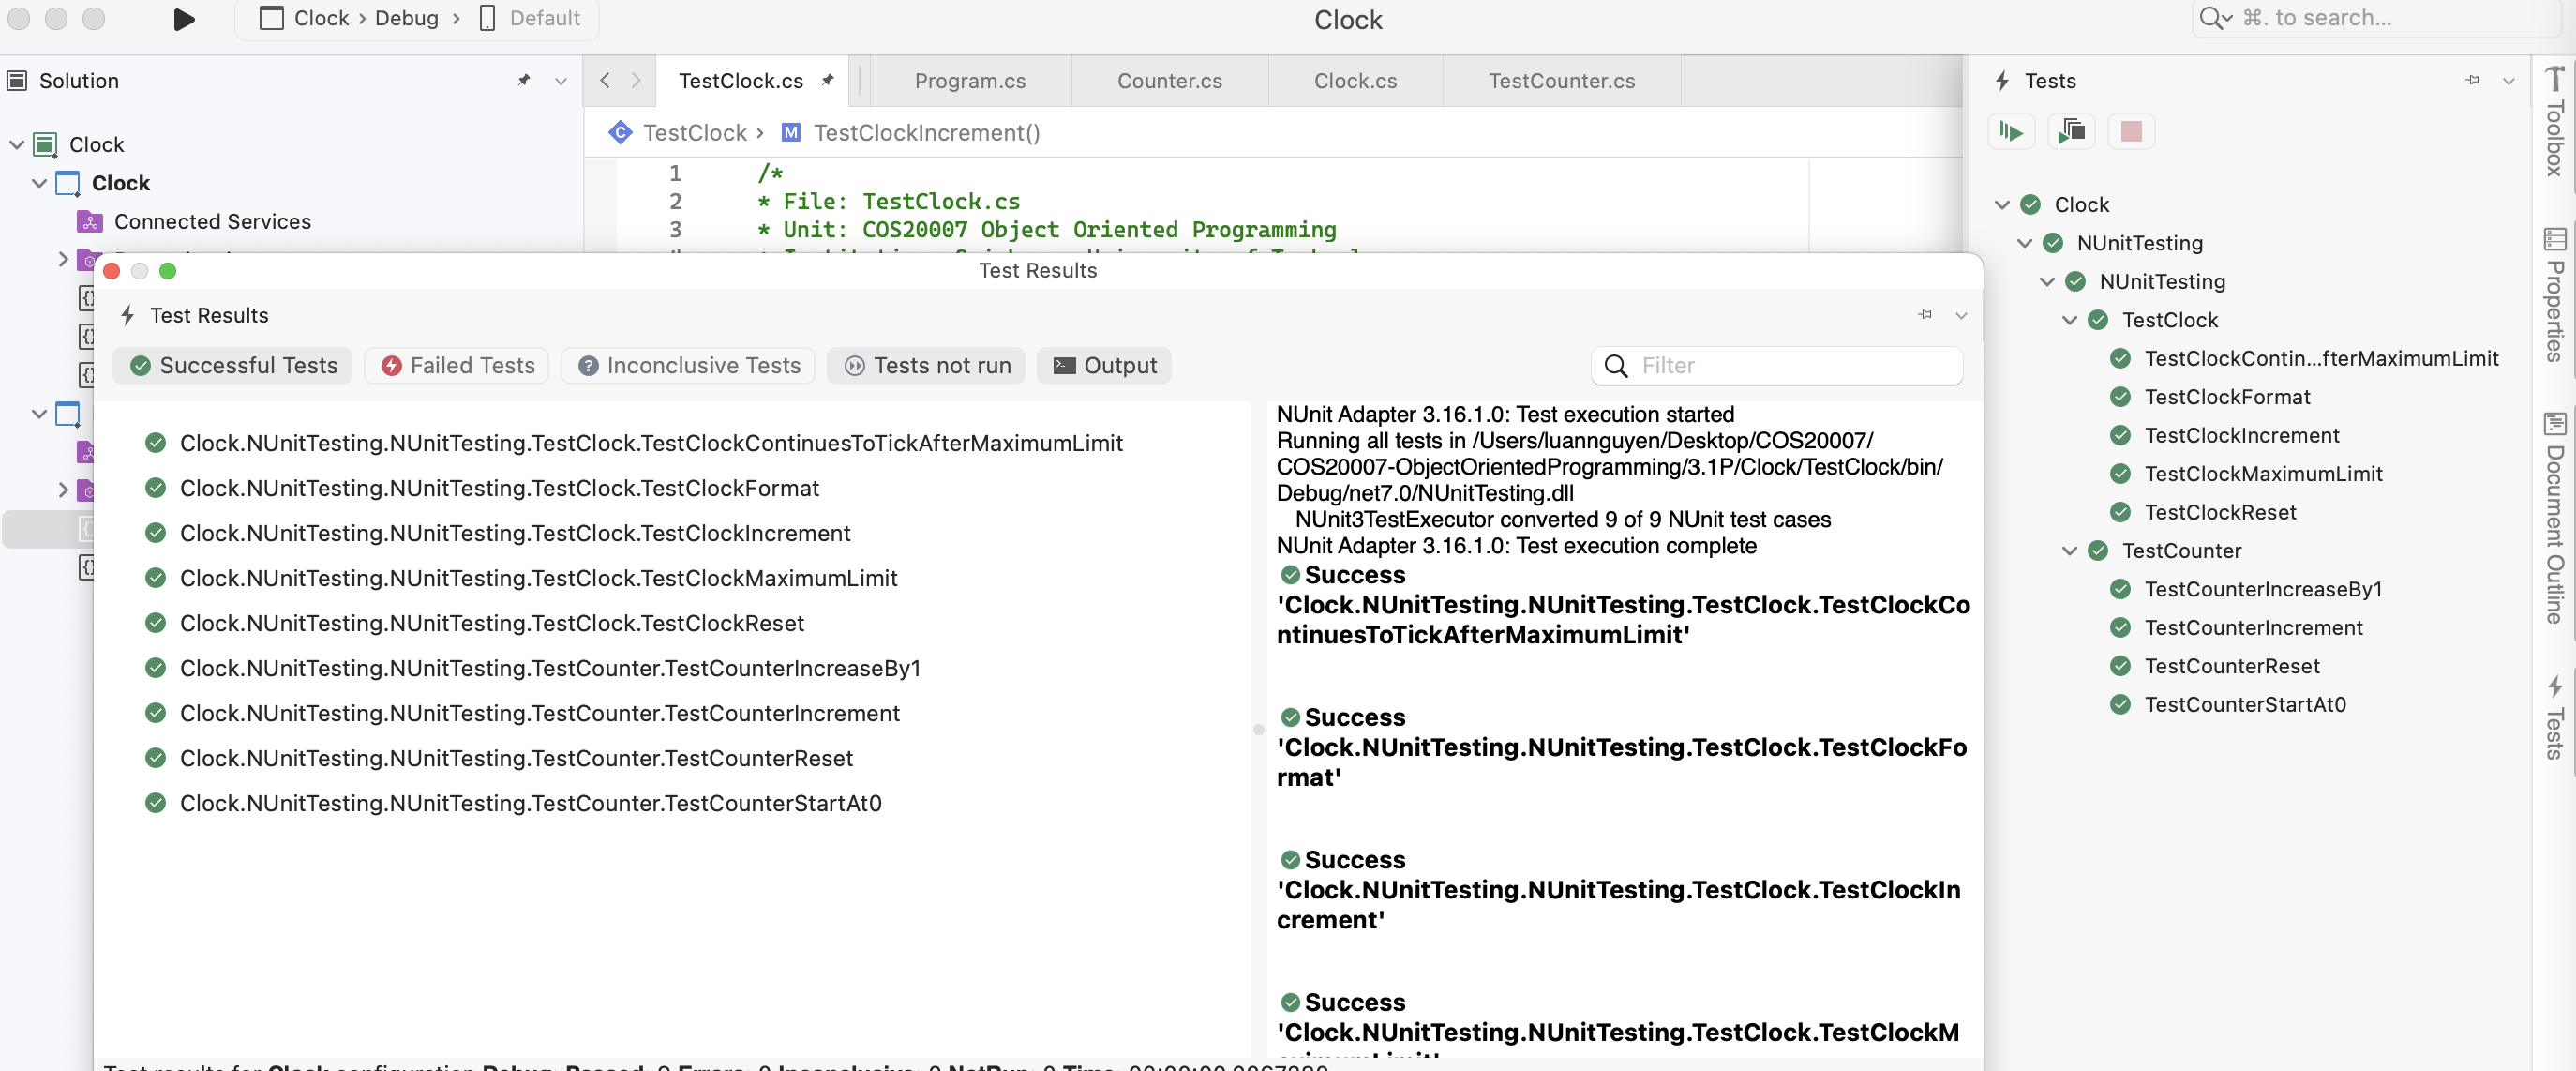 Clock › Debug › Default
Clock
⌘. to search...
Solution
TestClock.cs
Program.cs
Counter.cs
Clock.cs
TestCounter.cs
TestClock › M TestClockIncrement()
Clock
Clock
Connected Services
1 /*
2 * File: TestClock.cs
3 * Unit: COS20007 Object Oriented Programming
Test Results
Test Results
Successful Tests
Failed Tests
Inconclusive Tests
Tests not run
Output
Filter
Clock.NUnitTesting.NUnitTesting.TestClock.TestClockContinuesToTickAfterMaximumLimit
Clock.NUnitTesting.NUnitTesting.TestClock.TestClockFormat
Clock.NUnitTesting.NUnitTesting.TestClock.TestClockIncrement
Clock.NUnitTesting.NUnitTesting.TestClock.TestClockMaximumLimit
Clock.NUnitTesting.NUnitTesting.TestClock.TestClockReset
Clock.NUnitTesting.NUnitTesting.TestCounter.TestCounterIncreaseBy1
Clock.NUnitTesting.NUnitTesting.TestCounter.TestCounterIncrement
Clock.NUnitTesting.NUnitTesting.TestCounter.TestCounterReset
Clock.NUnitTesting.NUnitTesting.TestCounter.TestCounterStartAt0
NUnit Adapter 3.16.1.0: Test execution started
Running all tests in /Users/luannguyen/Desktop/COS20007/
COS20007-ObjectOrientedProgramming/3.1P/Clock/TestClock/bin/
Debug/net7.0/NUnitTesting.dll
NUnit3TestExecutor converted 9 of 9 NUnit test cases
NUnit Adapter 3.16.1.0: Test execution complete
Success
'Clock.NUnitTesting.NUnitTesting.TestClock.TestClockCo
ntinuesToTickAfterMaximumLimit'
Success
'Clock.NUnitTesting.NUnitTesting.TestClock.TestClockFo
rmat'
Success
'Clock.NUnitTesting.NUnitTesting.TestClock.TestClockIn
crement'
Success
'Clock.NUnitTesting.NUnitTesting.TestClock.TestClockM
Tests
Clock
NUnitTesting
NUnitTesting
TestClock
TestClockContin...fterMaximumLimit
TestClockFormat
TestClockIncrement
TestClockMaximumLimit
TestClockReset
TestCounter
TestCounterIncreaseBy1
TestCounterIncrement
TestCounterReset
TestCounterStartAt0
Toolbox
Properties
Document Outline
Tests